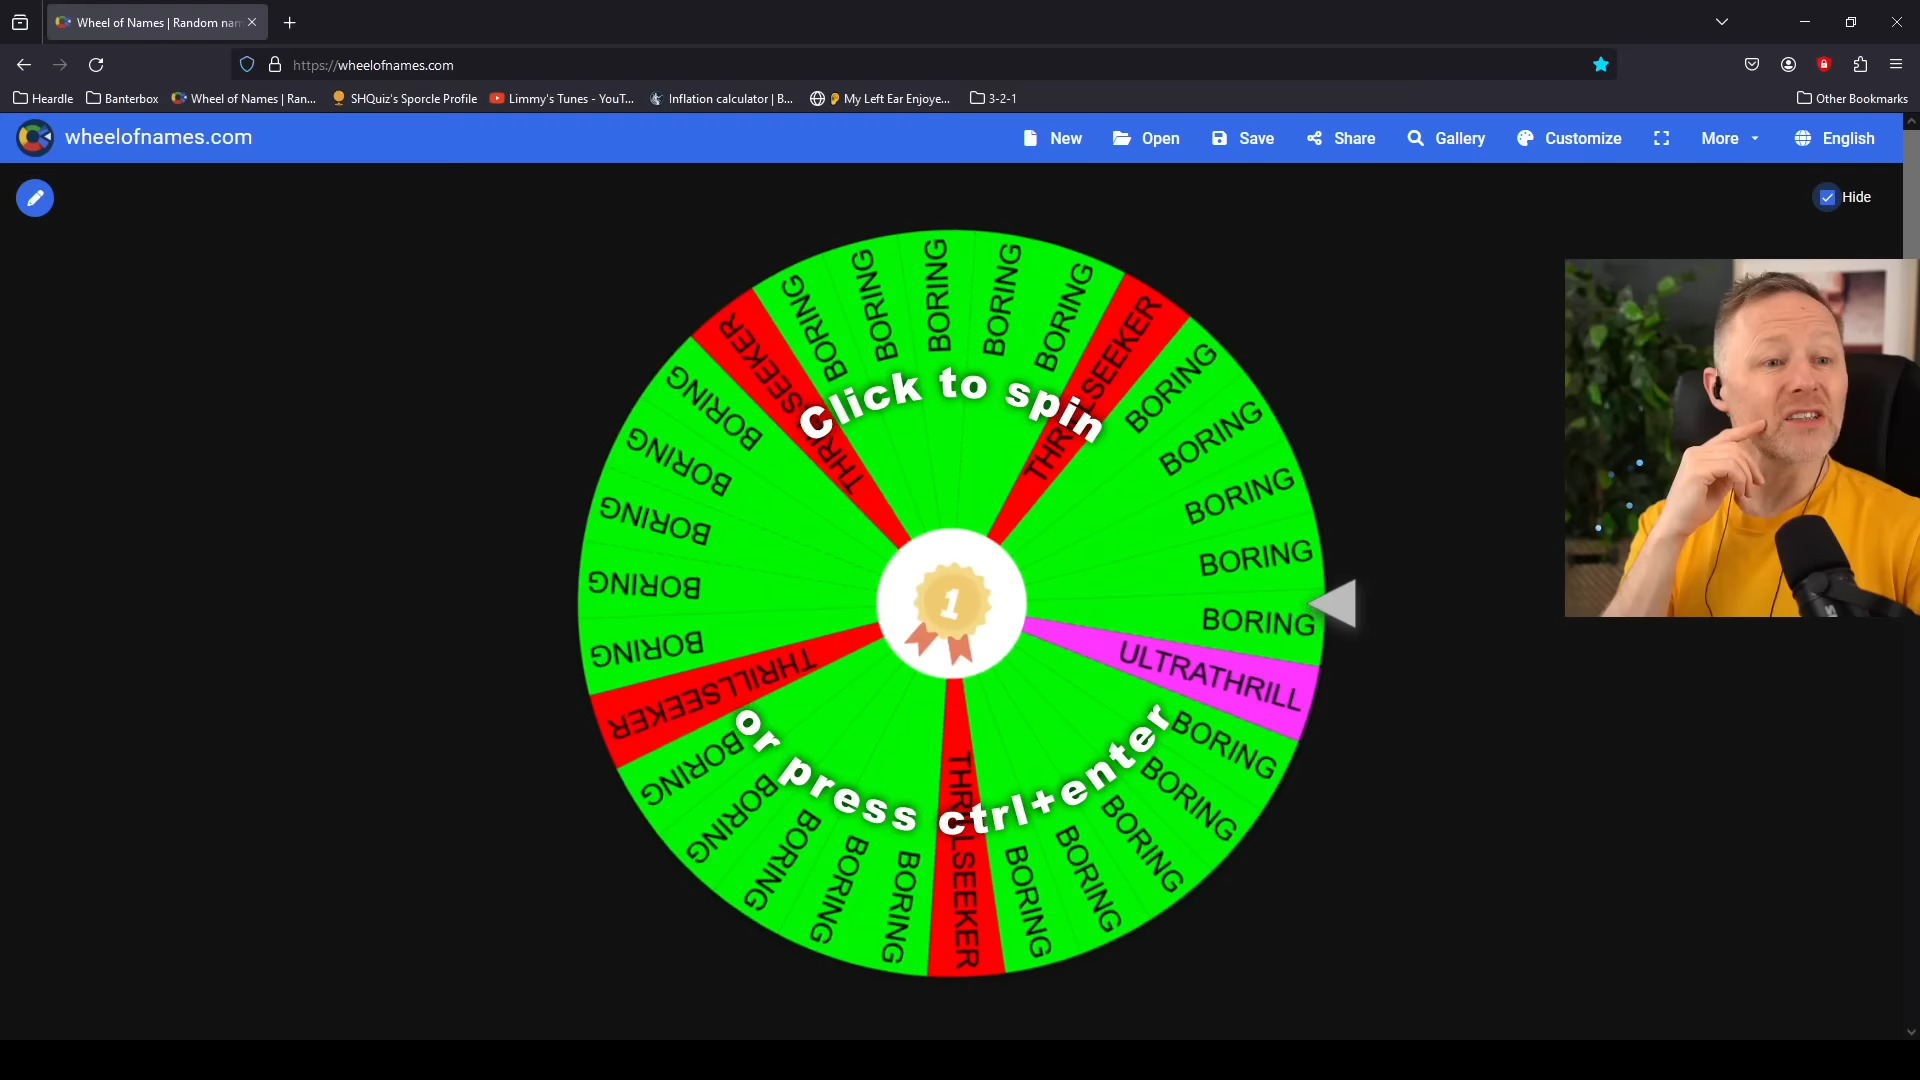 Wheel of Names | Random nam
https://wheelofnames.com
Heardle
Banterbox
Wheel of Names | Ran...
SHQuiz's Sporcle Profile
Limmy's Tunes - YouT...
Inflation calculator | B...
My Left Ear Enjoye...
3-2-1
Other Bookmarks
wheelofnames.com
New
Open
Save
Share
Gallery
Customize
More
English
Hide
BORING
BORING
BORING
BORING
BORING
THRILLSEEKER
BORING
BORING
BORING
BORING
BORING
ULTRATHRILL
BORING
BORING
BORING
BORING
BORING
THRILLSEEKER
BORING
BORING
BORING
BORING
BORING
THRILLSEEKER
BORING
BORING
BORING
BORING
BORING
THRILLSEEKER
Click to spin
1
or press ctrl+enter